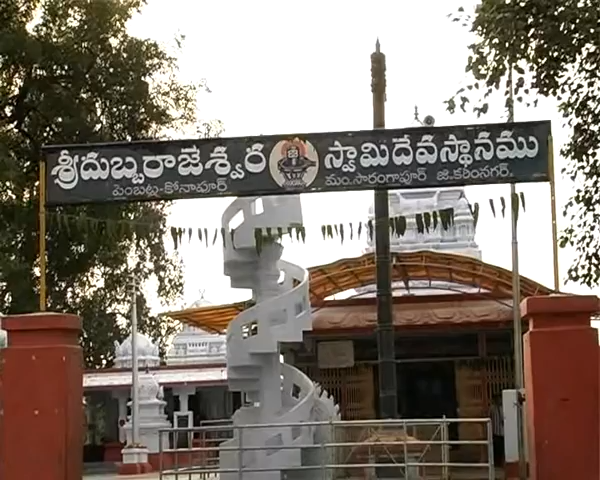 శ్రీదుబ్బరాజేశ్వర స్వామిదేవస్థానము
పెంబట్ల-కోనాపూర్ మం.సారంగాపూర్ జి.కరీంనగర్.